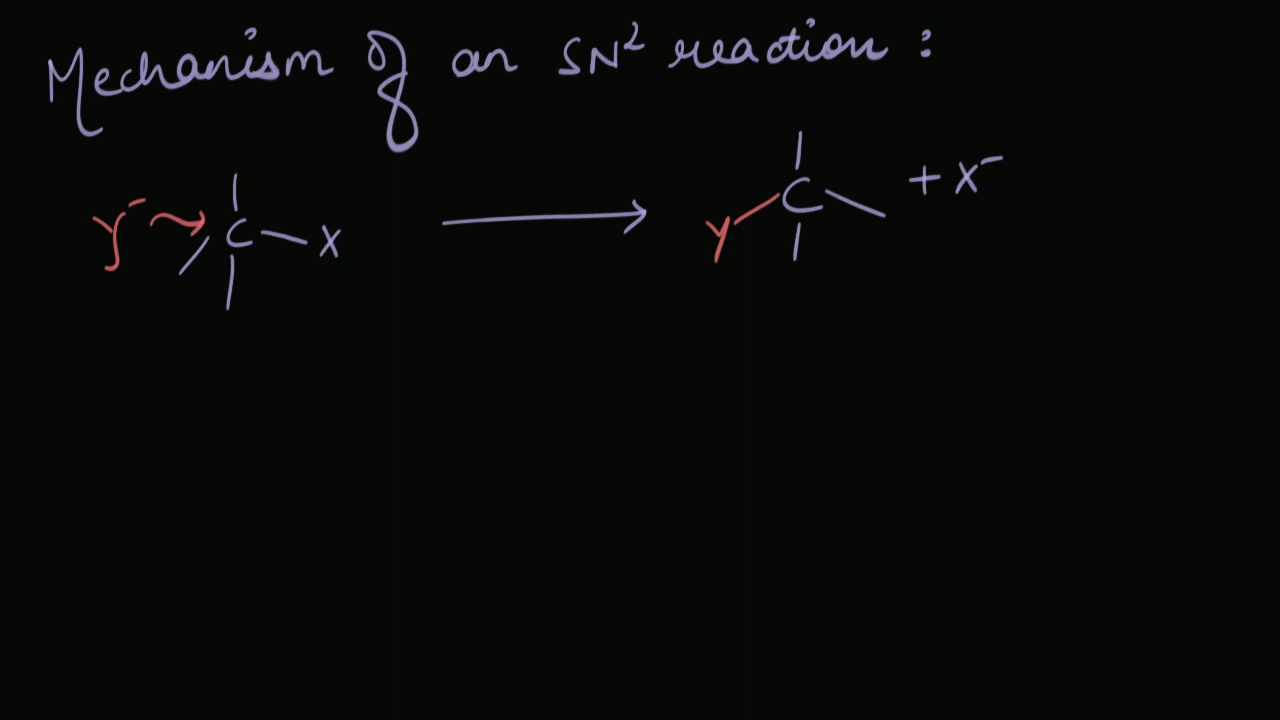 Mechanism of an SN² reaction :
Y⁻ C X Y C + X⁻